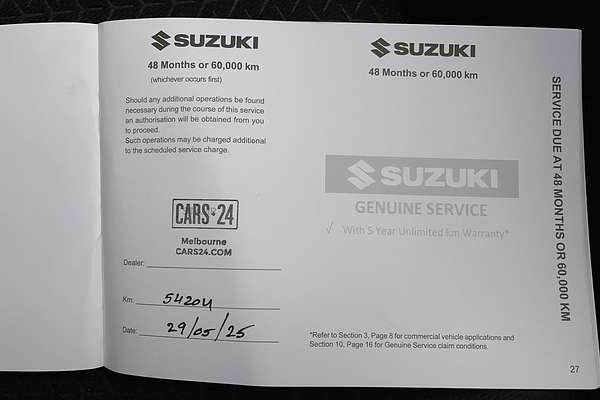 SUZUKI
48 Months or 60,000 km
(whichever occurs first)
Should any additional operations be found
necessary during the course of this service
an authorisation will be obtained from you
to proceed.
Such operations may be charged additional
to the scheduled service charge.
CARS24
Melbourne
CARS24.COM
Dealer:
Km: 54204
Date: 29/05/25
SUZUKI
48 Months or 60,000 km
SUZUKI
GENUINE SERVICE
√ With 5 Year Unlimited km Warranty*
*Refer to Section 3, Page 8 for commercial vehicle applications and
Section 10, Page 16 for Genuine Service claim conditions.
SERVICE DUE AT 48 MONTHS OR 60,000 KM
27